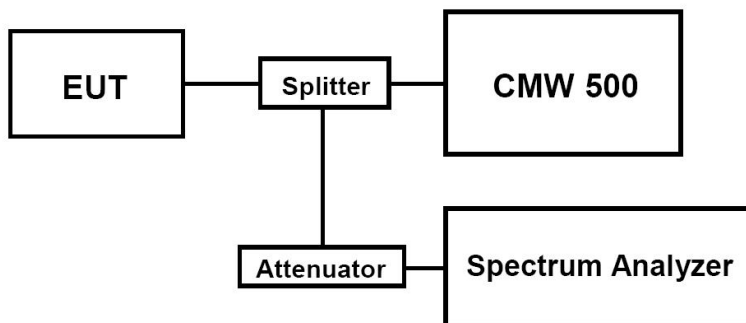 EUT
Splitter
CMW 500
Attenuator
Spectrum Analyzer